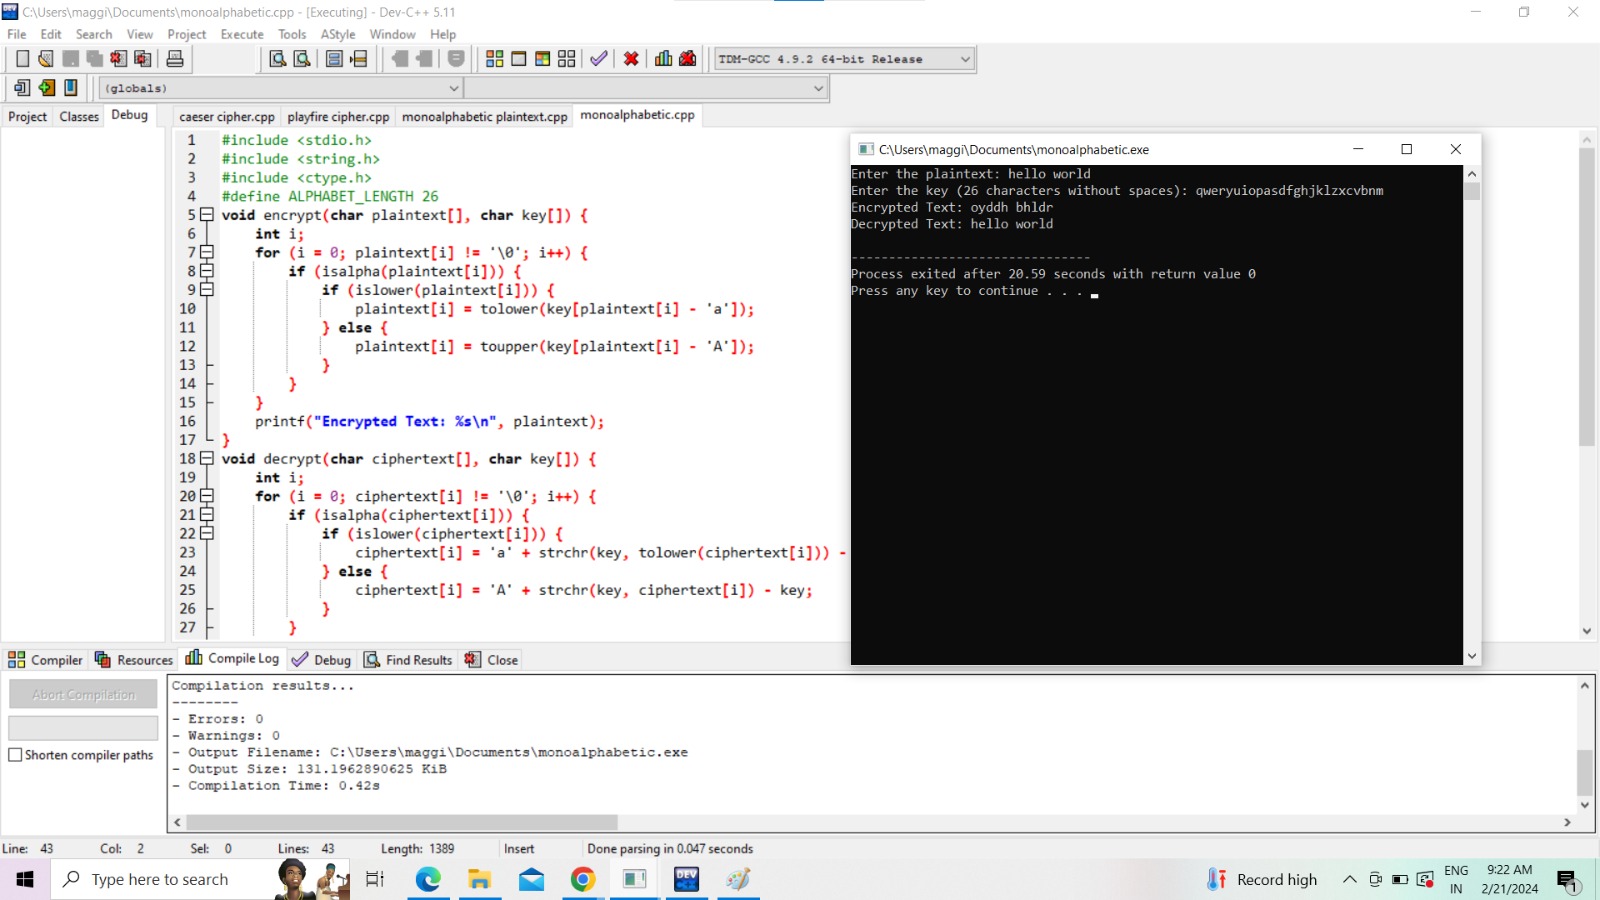 C:\Users\maggi\Documents\monoalphabetic.cpp - [Executing] - Dev-C++ 5.11
File Edit Search View Project Execute Tools AStyle Window Help
TDM-GCC 4.9.2 64-bit Release
(globals)
Project Classes Debug
caeser cipher.cpp playfire cipher.cpp monoalphabetic plaintext.cpp monoalphabetic.cpp
1 #include <stdio.h>
2 #include <string.h>
3 #include <ctype.h>
4 #define ALPHABET_LENGTH 26
5 void encrypt(char plaintext[], char key[]) {
6 int i;
7 for (i = 0; plaintext[i] != '\0'; i++) {
8 if (isalpha(plaintext[i])) {
9 if (islower(plaintext[i])) {
10 plaintext[i] = tolower(key[plaintext[i] - 'a']);
11 } else {
12 plaintext[i] = toupper(key[plaintext[i] - 'A']);
13 }
14 }
15 }
16 printf("Encrypted Text: %s\n", plaintext);
17 }
18 void decrypt(char ciphertext[], char key[]) {
19 int i;
20 for (i = 0; ciphertext[i] != '\0'; i++) {
21 if (isalpha(ciphertext[i])) {
22 if (islower(ciphertext[i])) {
23 ciphertext[i] = 'a' + strchr(key, tolower(ciphertext[i])) -
24 } else {
25 ciphertext[i] = 'A' + strchr(key, ciphertext[i]) - key;
26 }
27 }
C:\Users\maggi\Documents\monoalphabetic.exe
Enter the plaintext: hello world
Enter the key (26 characters without spaces): qweryuiopasdfghjklzxcvbnm
Encrypted Text: oyddh bhldr
Decrypted Text: hello world
--------------------------------
Process exited after 20.59 seconds with return value 0
Press any key to continue . . .
Compiler Resources Compile Log Debug Find Results Close
Abort Compilation
Shorten compiler paths
Compilation results...
--------
- Errors: 0
- Warnings: 0
- Output Filename: C:\Users\maggi\Documents\monoalphabetic.exe
- Output Size: 131.1962890625 KiB
- Compilation Time: 0.42s
Line: 43 Col: 2 Sel: 0 Lines: 43 Length: 1389 Insert Done parsing in 0.047 seconds
Type here to search
DEV
Record high
ENG
IN
9:22 AM
2/21/2024
1